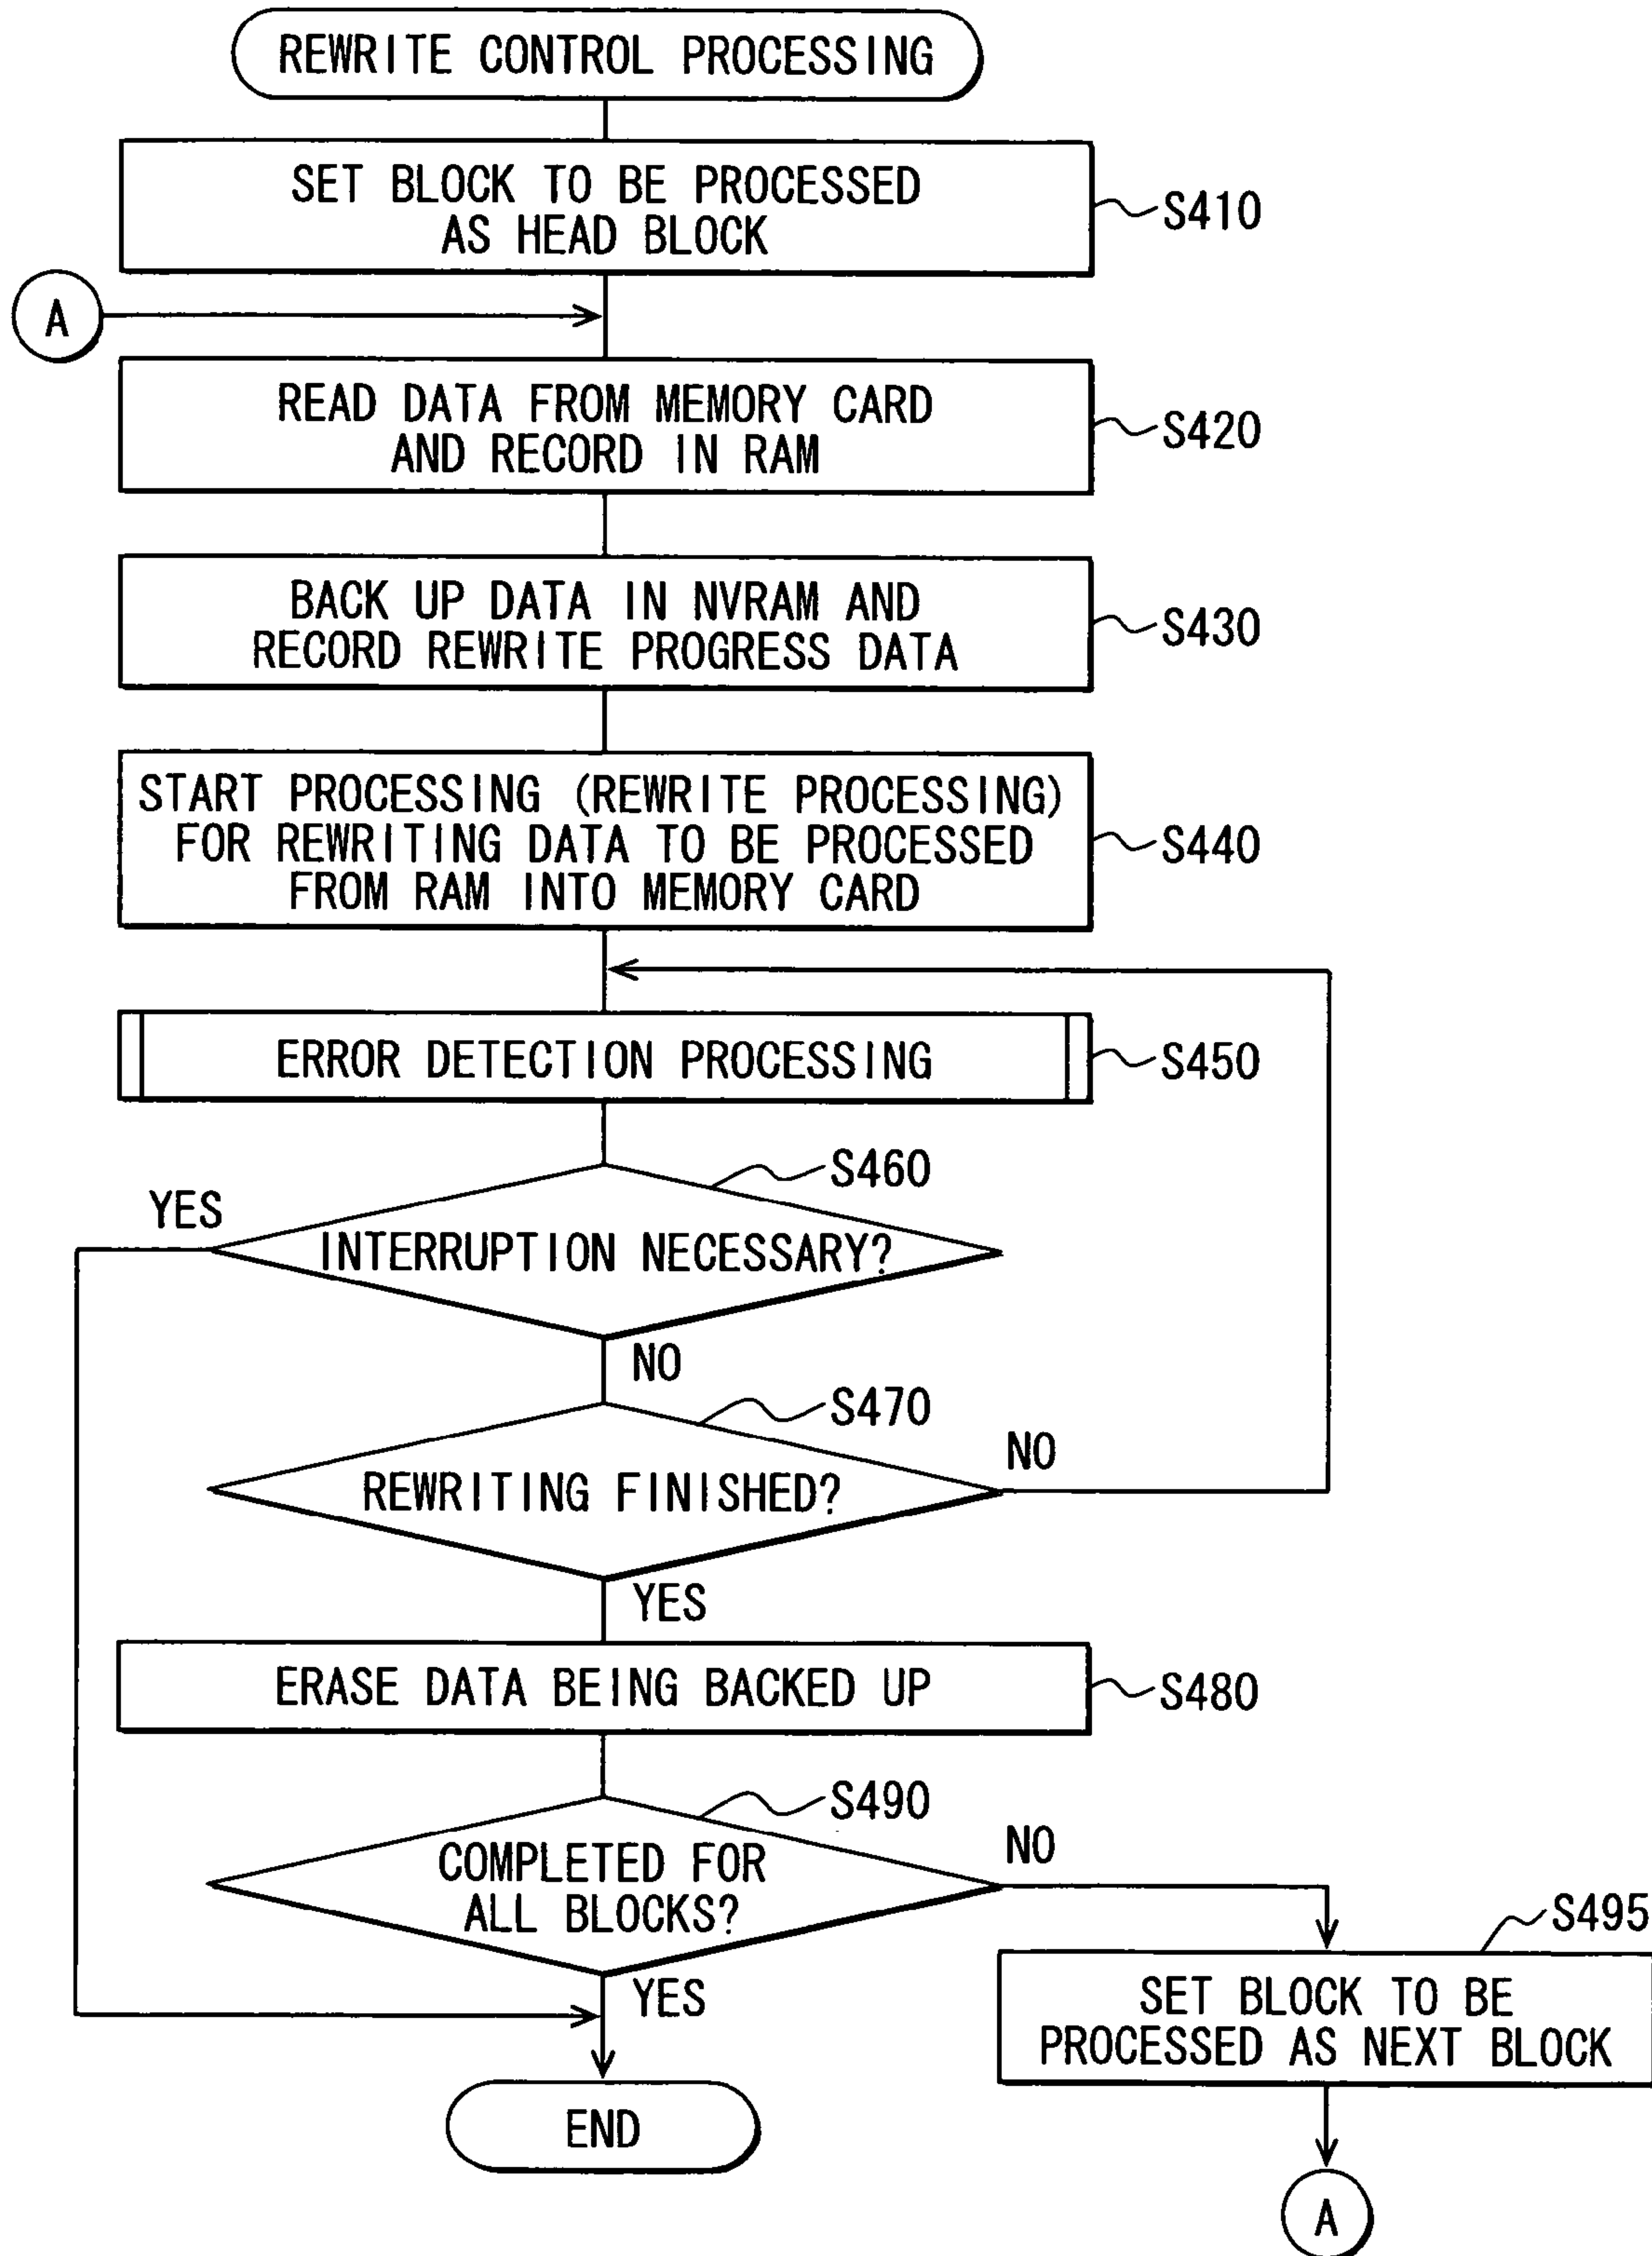 REWRITE CONTROL PROCESSING
SET BLOCK TO BE PROCESSED
AS HEAD BLOCK
S410
A
READ DATA FROM MEMORY CARD
AND RECORD IN RAM
S420
BACK UP DATA IN NVRAM AND
RECORD REWRITE PROGRESS DATA
S430
START PROCESSING (REWRITE PROCESSING)
FOR REWRITING DATA TO BE PROCESSED
FROM RAM INTO MEMORY CARD
S440
ERROR DETECTION PROCESSING
S450
S460
YES
INTERRUPTION NECESSARY?
NO
S470
NO
REWRITING FINISHED?
YES
ERASE DATA BEING BACKED UP
S480
S490
NO
COMPLETED FOR
ALL BLOCKS?
S495
YES
SET BLOCK TO BE
PROCESSED AS NEXT BLOCK
END
A